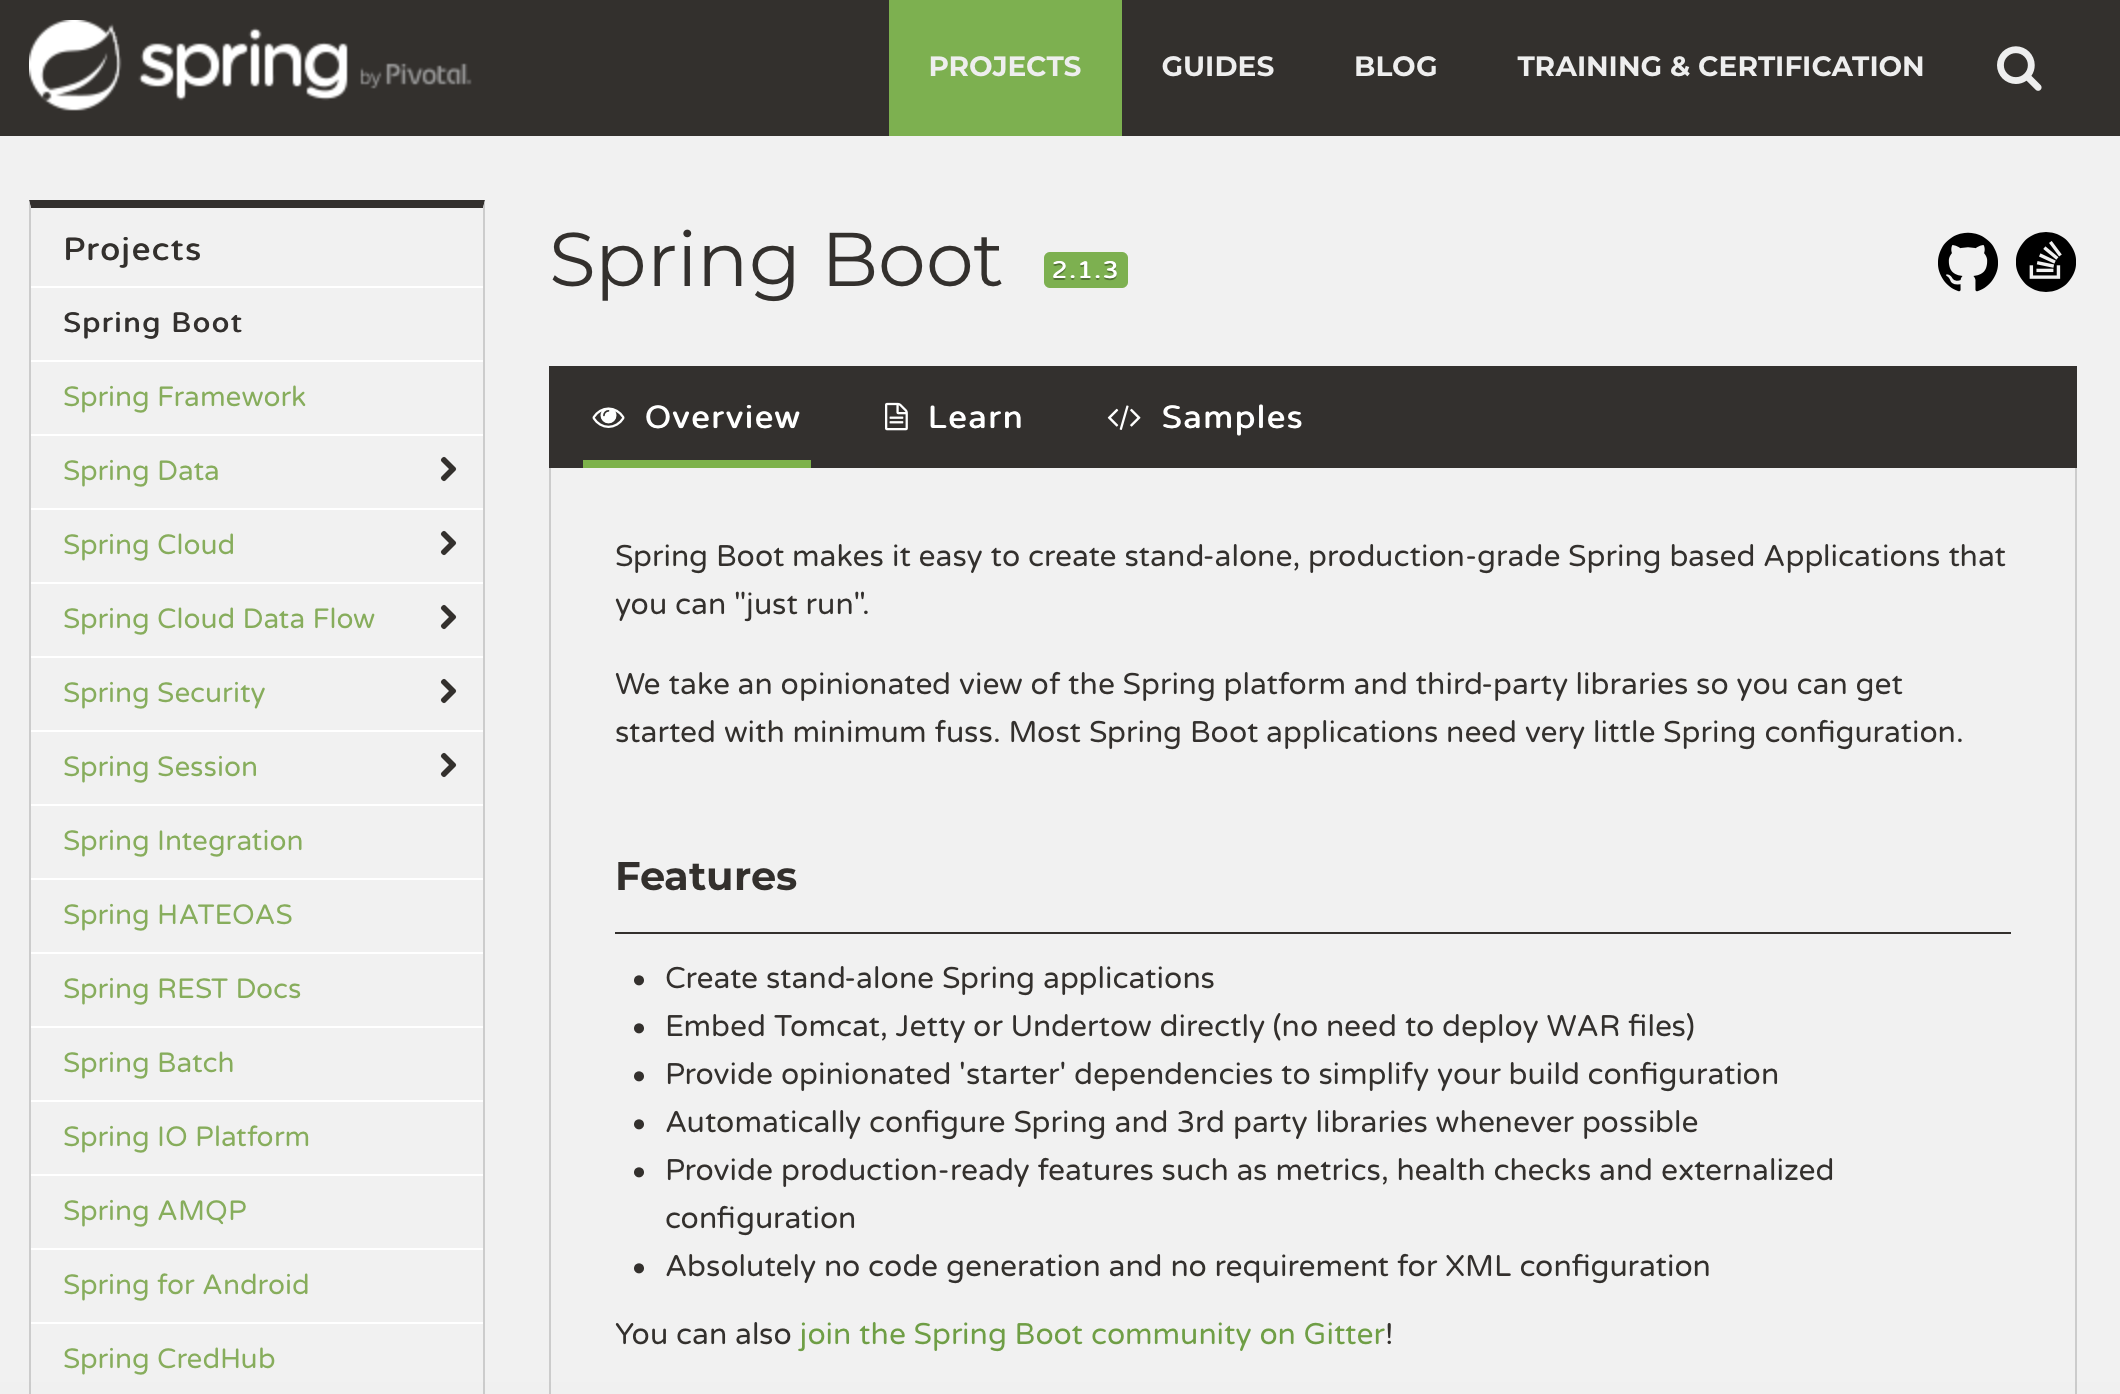 spring by Pivotal.
PROJECTS
GUIDES
BLOG
TRAINING & CERTIFICATION
Projects
Spring Boot
Spring Framework
Spring Data
Spring Cloud
Spring Cloud Data Flow
Spring Security
Spring Session
Spring Integration
Spring HATEOAS
Spring REST Docs
Spring Batch
Spring IO Platform
Spring AMQP
Spring for Android
Spring CredHub
Spring Boot 2.1.3
Overview
Learn
Samples
Spring Boot makes it easy to create stand-alone, production-grade Spring based Applications that
you can "just run".
We take an opinionated view of the Spring platform and third-party libraries so you can get
started with minimum fuss. Most Spring Boot applications need very little Spring configuration.
Features
• Create stand-alone Spring applications
• Embed Tomcat, Jetty or Undertow directly (no need to deploy WAR files)
• Provide opinionated 'starter' dependencies to simplify your build configuration
• Automatically configure Spring and 3rd party libraries whenever possible
• Provide production-ready features such as metrics, health checks and externalized
configuration
• Absolutely no code generation and no requirement for XML configuration
You can also join the Spring Boot community on Gitter!